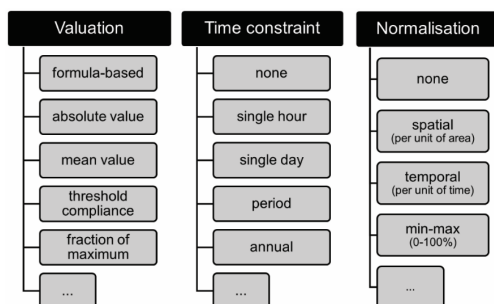 Valuation
formula-based
absolute value
mean value
threshold
compliance
fraction of
maximum
...
Time constraint
none
single hour
single day
period
annual
...
Normalisation
none
spatial
(per unit of area)
temporal
(per unit of time)
min-max
(0-100%)
...